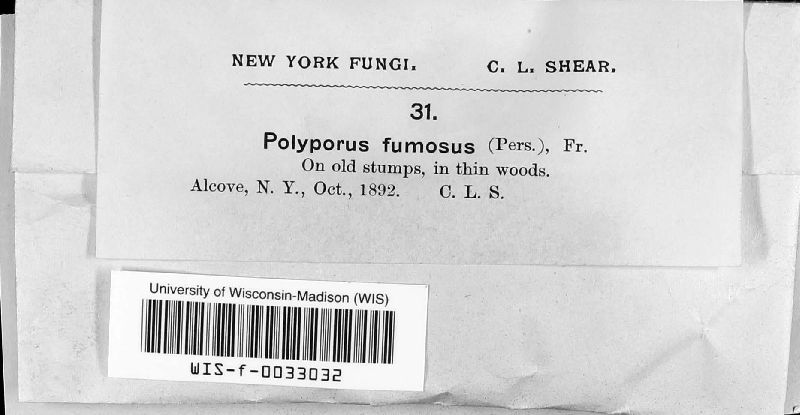 NEW YORK FUNGI. C. L. SHEAR.
31.
Polyporus fumosus (Pers.), Fr.
On old stumps, in thin woods.
Alcove, N. Y., Oct., 1892. C. L. S.
University of Wisconsin-Madison (WIS)
WIS-f-0033032